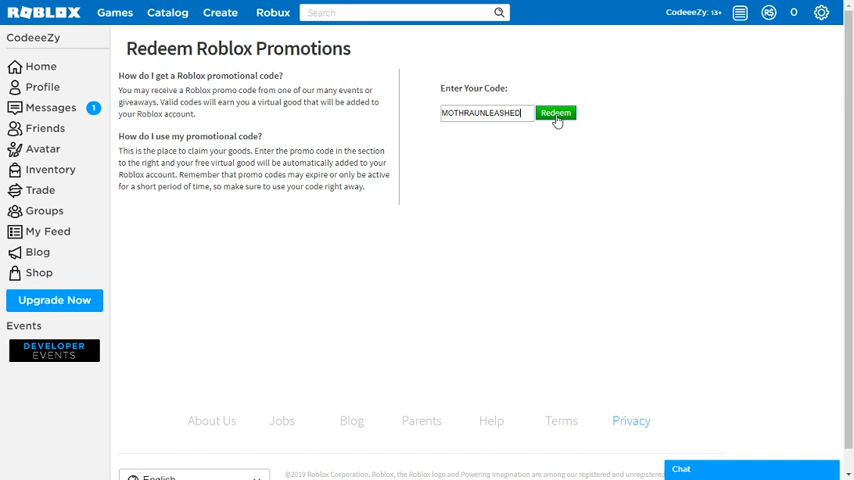 ROBLOX Games Catalog Create Robux Search CodeeeZy: 13+ 0
CodeeeZy
Home
Profile
Messages 1
Friends
Avatar
Inventory
Trade
Groups
My Feed
Blog
Shop
Upgrade Now
Events
DEVELOPER
EVENTS
Redeem Roblox Promotions
How do I get a Roblox promotional code?
You may receive a Roblox promo code from one of our many events or
giveaways. Valid codes will earn you a virtual good that will be added to
your Roblox account.
How do I use my promotional code?
This is the place to claim your goods. Enter the promo code in the section
to the right and your free virtual good will be automatically added to your
Roblox account. Remember that promo codes may expire or only be active
for a short period of time, so make sure to use your code right away.
Enter Your Code:
MOTHRAUNLEASHED Redeem
About Us Jobs Blog Parents Help Terms Privacy
English
©2019 Roblox Corporation. Roblox, the Roblox logo and Powering Imagination are among our registered and unregistered
Chat